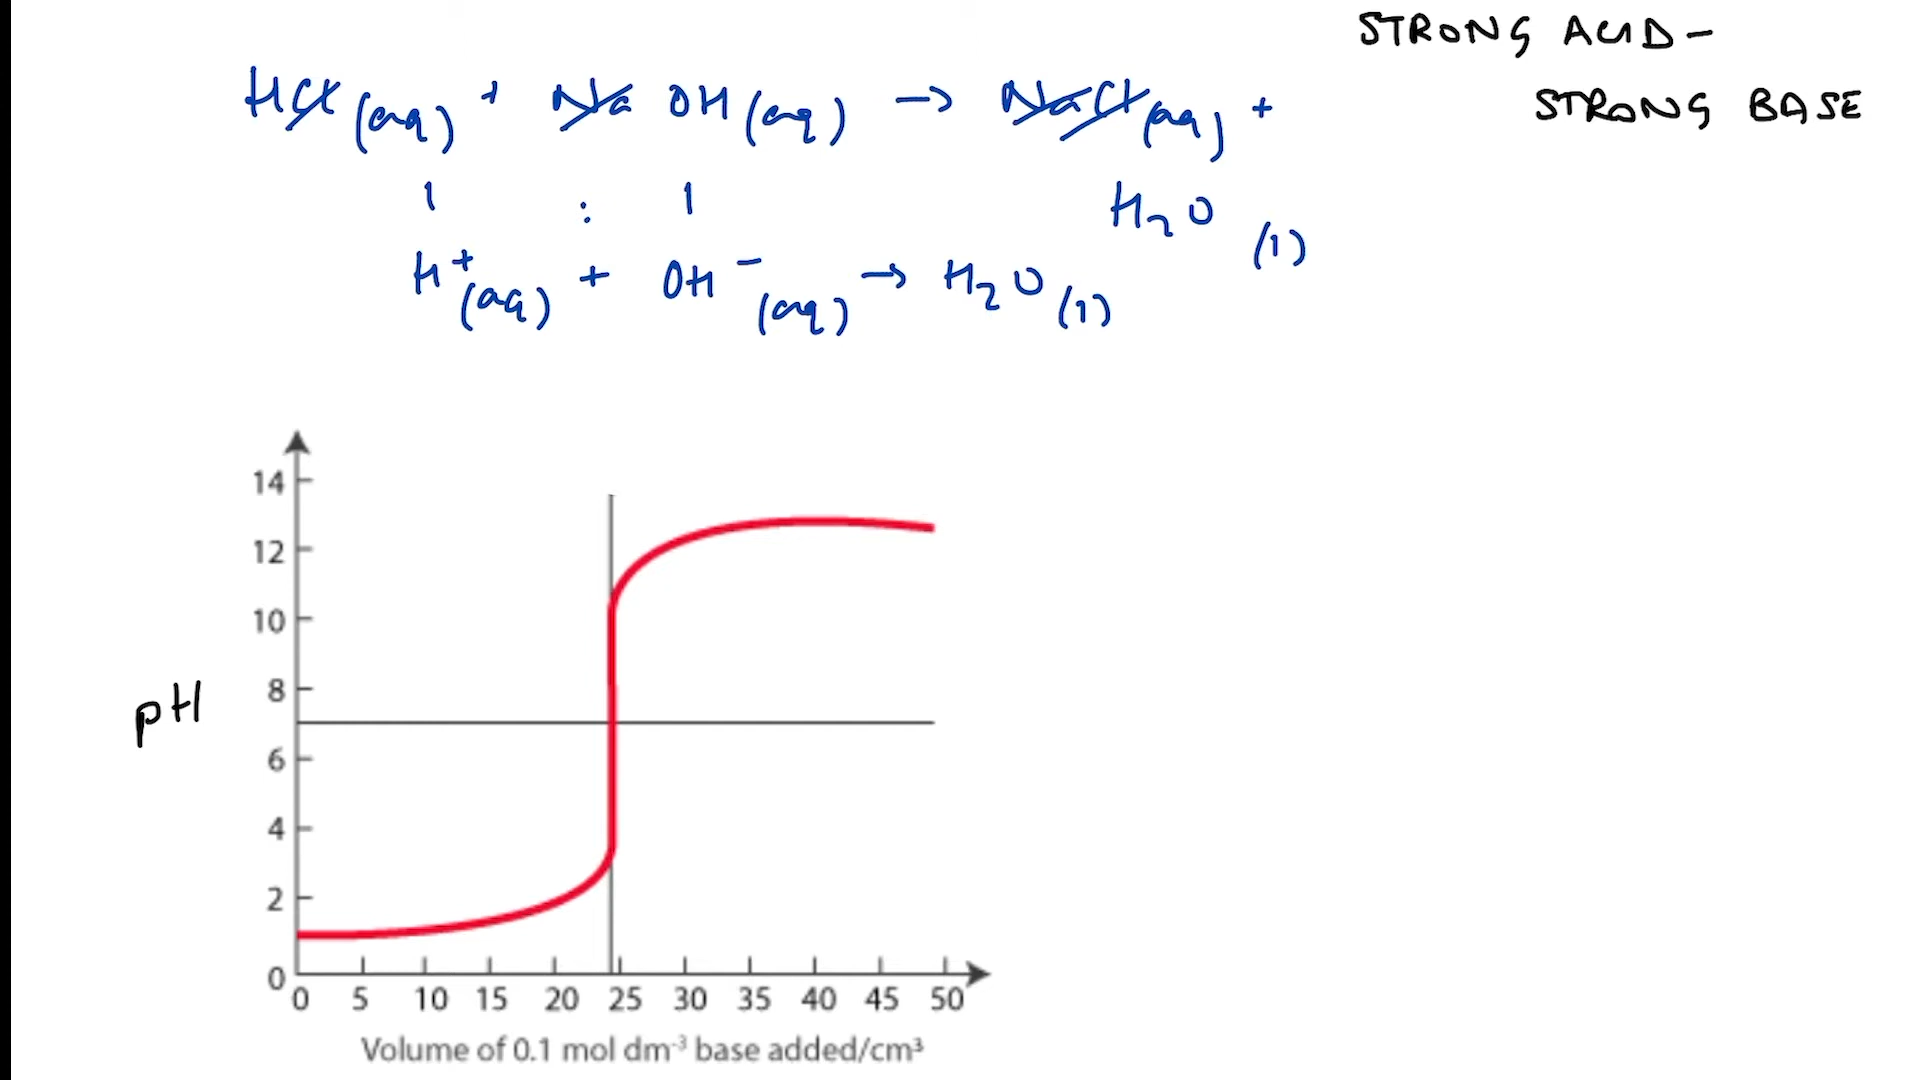 STRONG ACID-
STRONG BASE
HCl (aq) + Na OH (aq) → NaCl (aq) +
1 : 1
H₂O (l)
H⁺ (aq) + OH⁻ (aq) → H₂O (l)
14
12
10
8
pH
6
4
2
0
0 5 10 15 20 25 30 35 40 45 50
Volume of 0.1 mol dm⁻³ base added/cm³